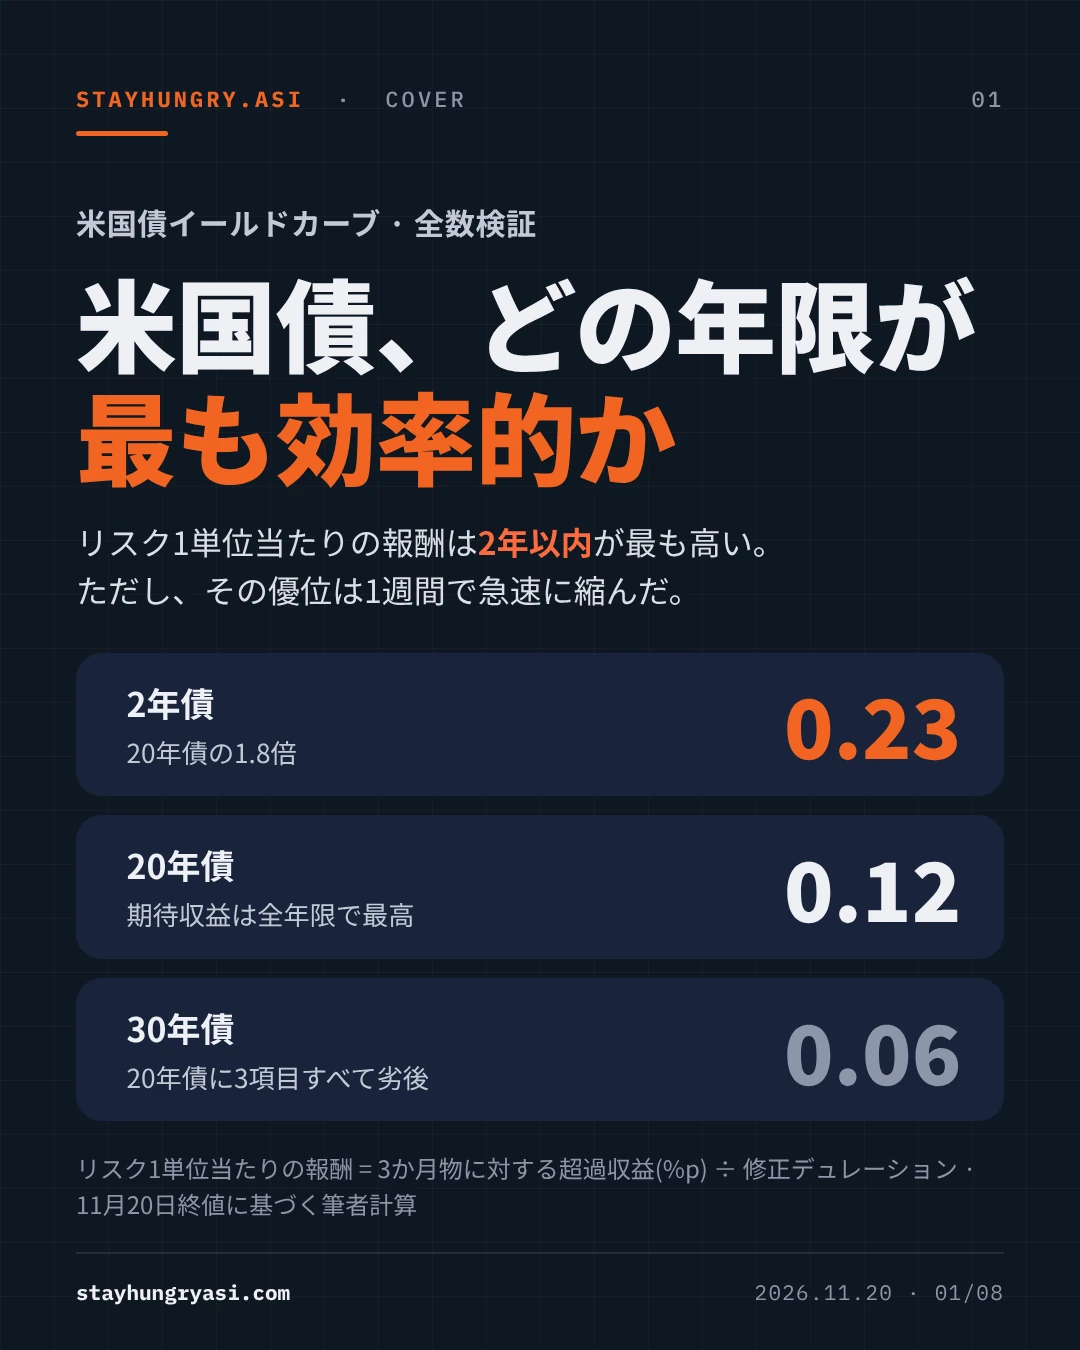 STAYHUNGRY.ASI · COVER 01
米国債イールドカーブ · 全数検証
米国債、どの年限が
最も効率的か
リスク1単位当たりの報酬は2年以内が最も高い。
ただし、その優位は1週間で急速に縮んだ。
2年債
20年債の1.8倍
0.23
20年債
期待収益は全年限で最高
0.12
30年債
20年債に3項目すべて劣後
0.06
リスク1単位当たりの報酬 = 3か月物に対する超過収益(%p) ÷ 修正デュレーション ·
11月20日終値に基づく筆者計算
stayhungryasi.com 2026.11.20 · 01/08